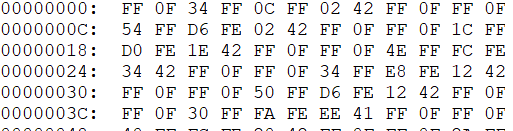 00000000: FF 0F 34 FF 0C FF 02 42 FF 0F FF 0F
0000000C: 54 FF D6 FE 02 42 FF 0F FF 0F 1C FF
00000018: D0 FE 1E 42 FF 0F FF 0F 4E FF FC FE
00000024: 34 42 FF 0F FF 0F 34 FF E8 FE 12 42
00000030: FF 0F FF 0F 50 FF D6 FE 12 42 FF 0F
0000003C: FF 0F 30 FF FA FE EE 41 FF 0F FF 0F